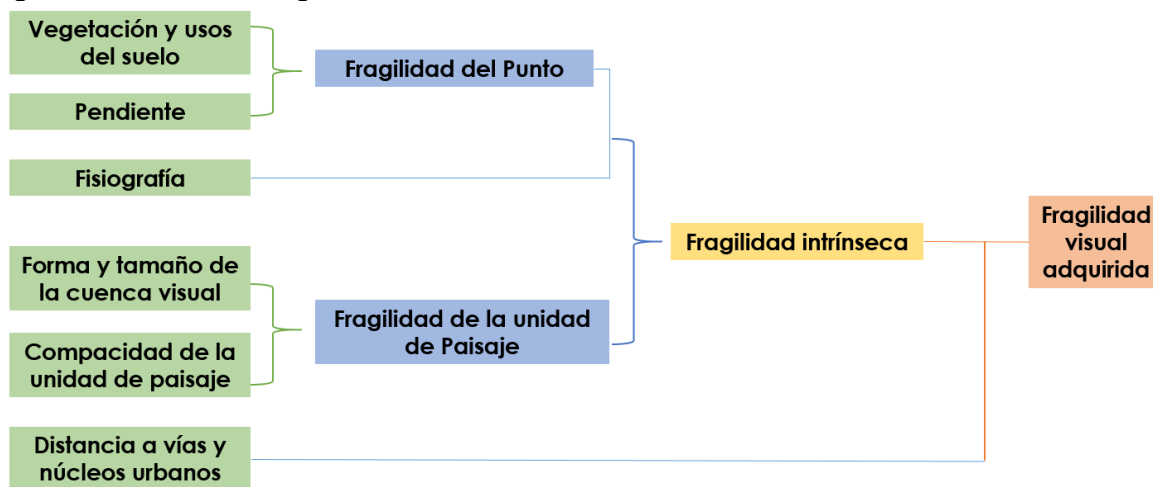 Vegetación y usos
del suelo
Pendiente
Fragilidad del Punto
Fisiografía
Forma y tamaño de
la cuenca visual
Compacidad de la
unidad de paisaje
Fragilidad de la unidad
de Paisaje
Distancia a vías y
núcleos urbanos
Fragilidad intrínseca
Fragilidad
visual
adquirida